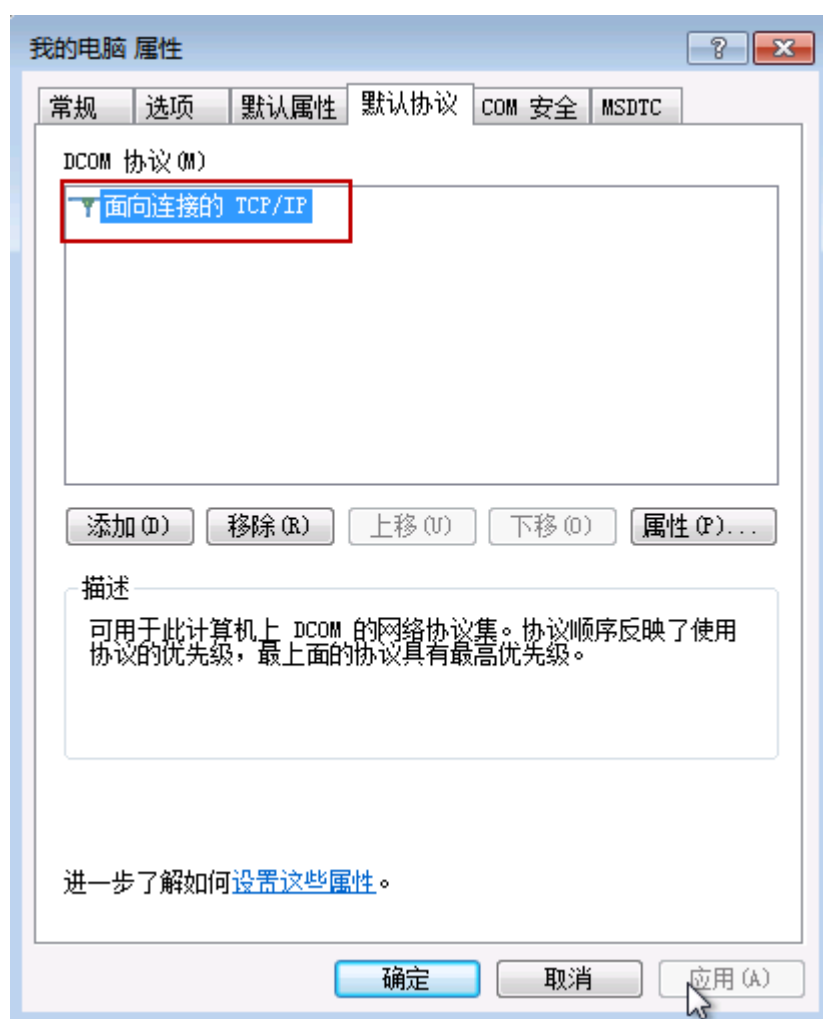 我的电脑 属性
常规 选项 默认属性 默认协议 COM 安全 MSDTC
DCOM 协议(M)
面向连接的 TCP/IP
添加(D) 移除(R) 上移(U) 下移(O) 属性(P)...
描述
可用于此计算机上 DCOM 的网络协议集。协议顺序反映了使用
协议的优先级，最上面的协议具有最高优先级。
进一步了解如何设置这些属性。
确定 取消 应用(A)